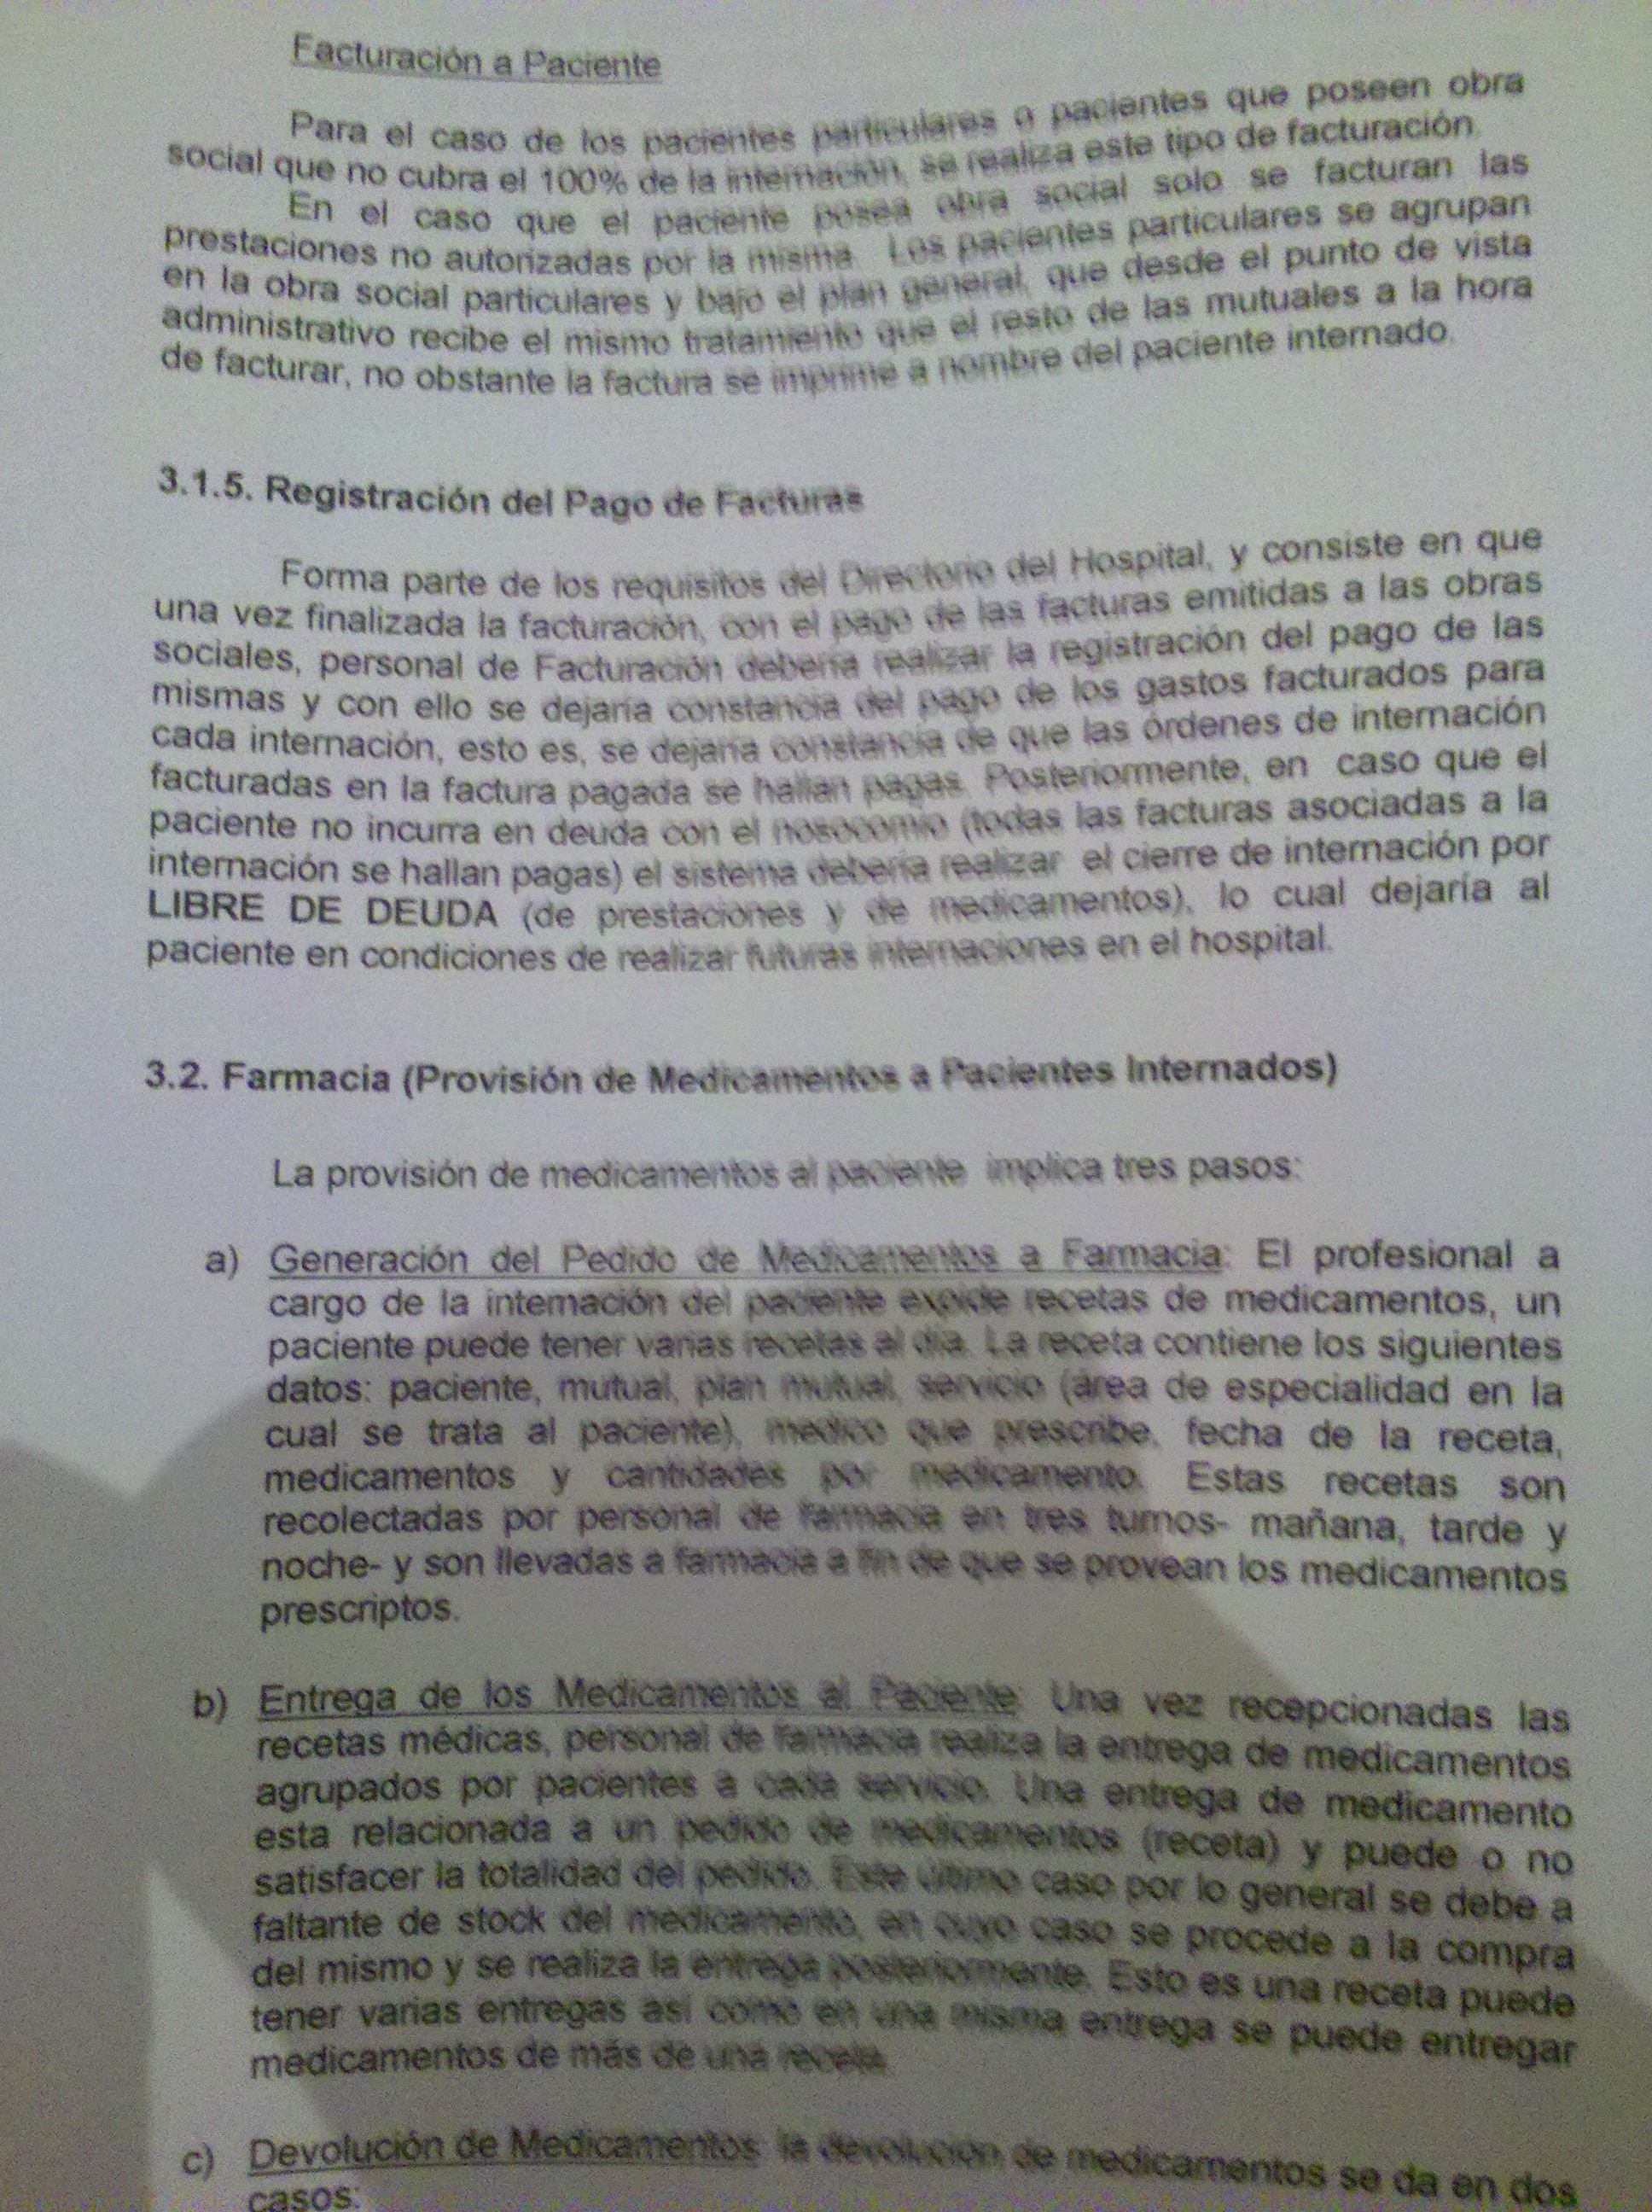 Facturación a Paciente
Para el caso de los pacientes particulares o pacientes que poseen obra
social que no cubra el 100% de la internación, se realiza este tipo de facturación.
En el caso que el paciente posea obra social solo se facturan las
prestaciones no autorizadas por la misma. Los pacientes particulares se agrupan
en la obra social particulares y bajo el plan general, que desde el punto de vista
administrativo recibe el mismo tratamiento que el resto de las mutuales a la hora
de facturar, no obstante la factura se imprime a nombre del paciente internado.
3.1.5. Registración del Pago de Facturas
Forma parte de los requisitos del Directorio del Hospital, y consiste en que
una vez finalizada la facturación, con el pago de las facturas emitidas a las obras
sociales, personal de Facturación debería realizar la registración del pago de las
mismas y con ello se dejaría constancia del pago de los gastos facturados para
cada internación, esto es, se dejaría constancia de que las órdenes de internación
facturadas en la factura pagada se hallan pagas. Posteriormente, en caso que el
paciente no incurra en deuda con el nosocomio (todas las facturas asociadas a la
internación se hallan pagas) el sistema debería realizar el cierre de internación por
LIBRE DE DEUDA (de prestaciones y de medicamentos), lo cual dejaría al
paciente en condiciones de realizar futuras internaciones en el hospital.
3.2. Farmacia (Provisión de Medicamentos a Pacientes Internados)
La provisión de medicamentos al paciente implica tres pasos:
a) Generación del Pedido de Medicamentos a Farmacia: El profesional a
cargo de la internación del paciente expide recetas de medicamentos, un
paciente puede tener varias recetas al día. La receta contiene los siguientes
datos: paciente, mutual, plan mutual, servicio (área de especialidad en la
cual se trata al paciente), medico que prescribe, fecha de la receta,
medicamentos y cantidades por medicamento. Estas recetas son
recolectadas por personal de farmacia en tres turnos- mañana, tarde y
noche- y son llevadas a farmacia a fin de que se provean los medicamentos
prescriptos.
b) Entrega de los Medicamentos al Paciente: Una vez recepcionadas las
recetas médicas, personal de farmacia realiza la entrega de medicamentos
agrupados por pacientes a cada servicio. Una entrega de medicamento
esta relacionada a un pedido de medicamentos (receta) y puede o no
satisfacer la totalidad del pedido. Este último caso por lo general se debe a
faltante de stock del medicamento, en cuyo caso se procede a la compra
del mismo y se realiza la entrega posteriormente. Esto es una receta puede
tener varias entregas así como en una misma entrega se puede entregar
medicamentos de más de una receta.
c) Devolución de Medicamentos: la devolución de medicamentos se da en dos
casos: